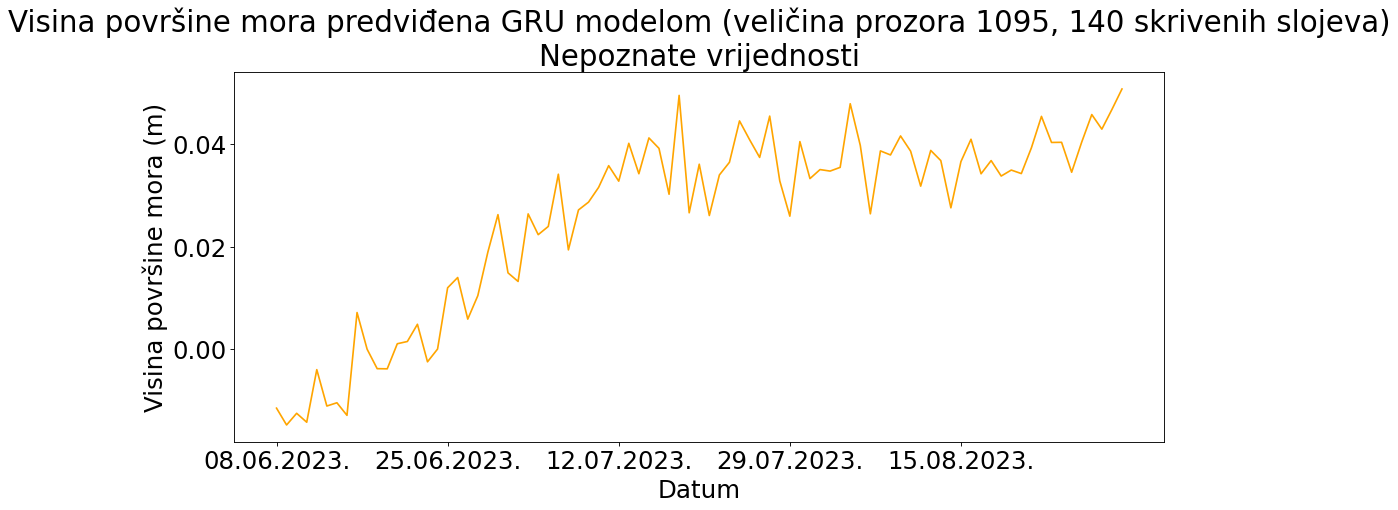 Visina površine mora predviđena GRU modelom (veličina prozora 1095, 140 skrivenih slojeva)
Nepoznate vrijednosti
Visina površine mora (m)
0.04
0.02
0.00
08.06.2023. 25.06.2023. 12.07.2023. 29.07.2023. 15.08.2023.
Datum